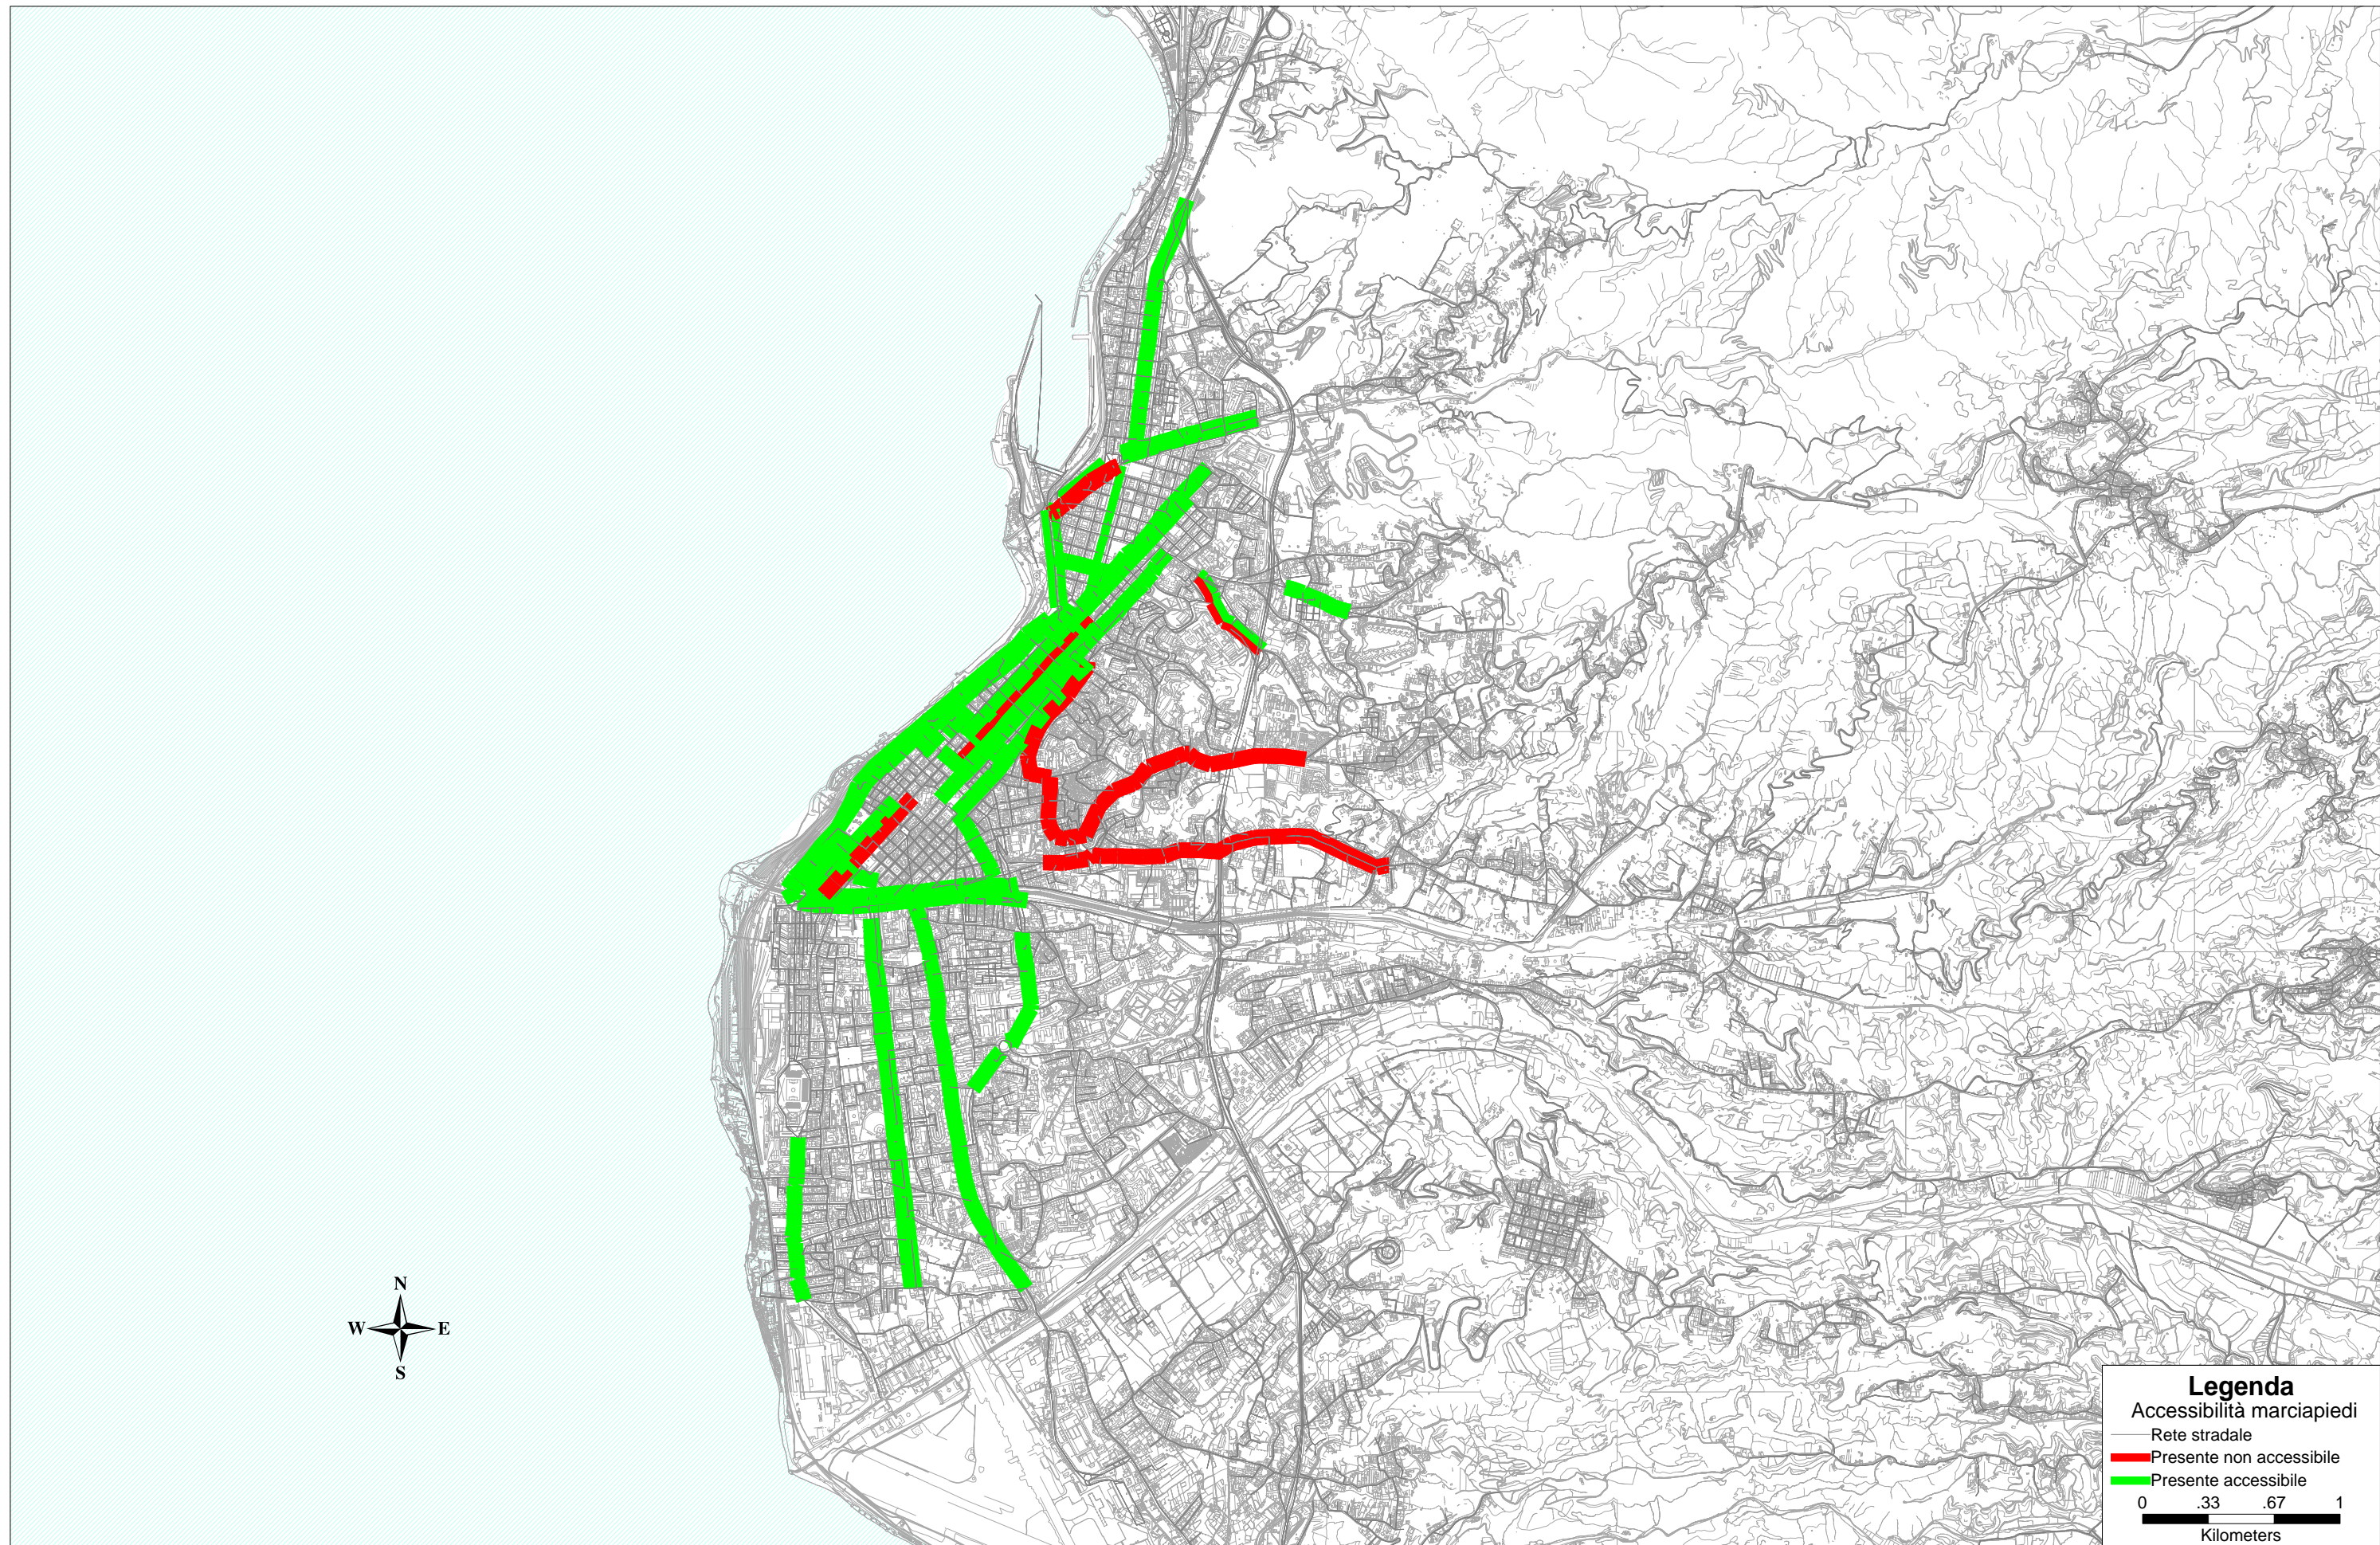 N
W E
S
Legenda
Accessibilità marciapiedi
Rete stradale
Presente non accessibile
Presente accessibile
0 .33 .67 1
Kilometers